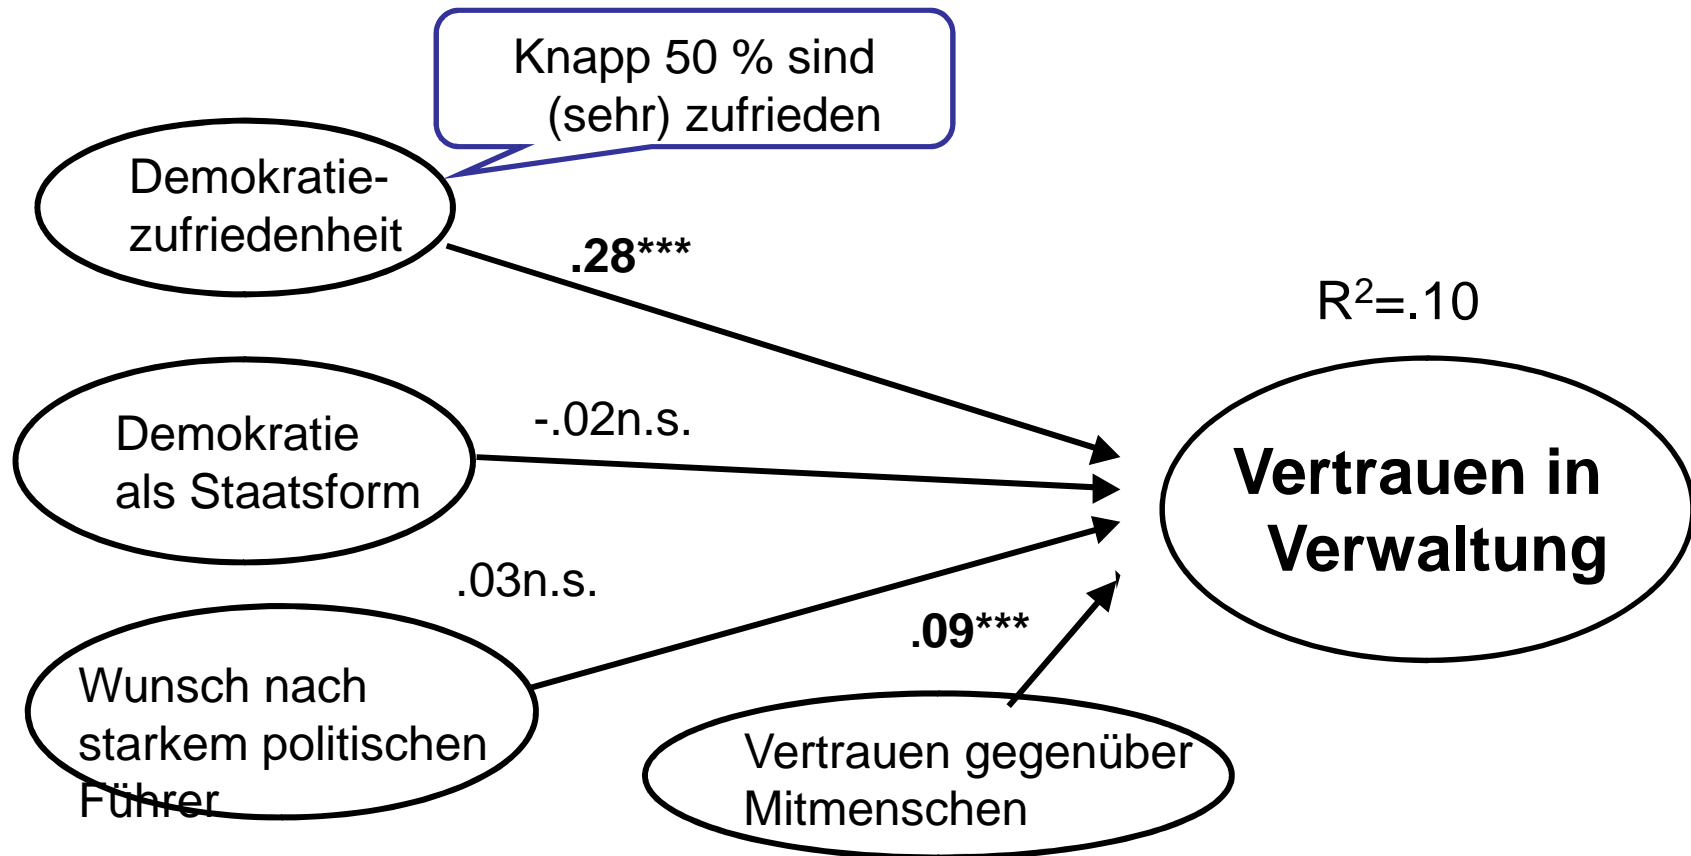 Knapp 50 % sind
(sehr) zufrieden
Demokratie-
zufriedenheit
.28***
R²=.10
Demokratie
als Staatsform
-.02n.s.
Vertrauen in
Verwaltung
.03n.s.
.09***
Wunsch nach
starkem politischen
Führer
Vertrauen gegenüber
Mitmenschen